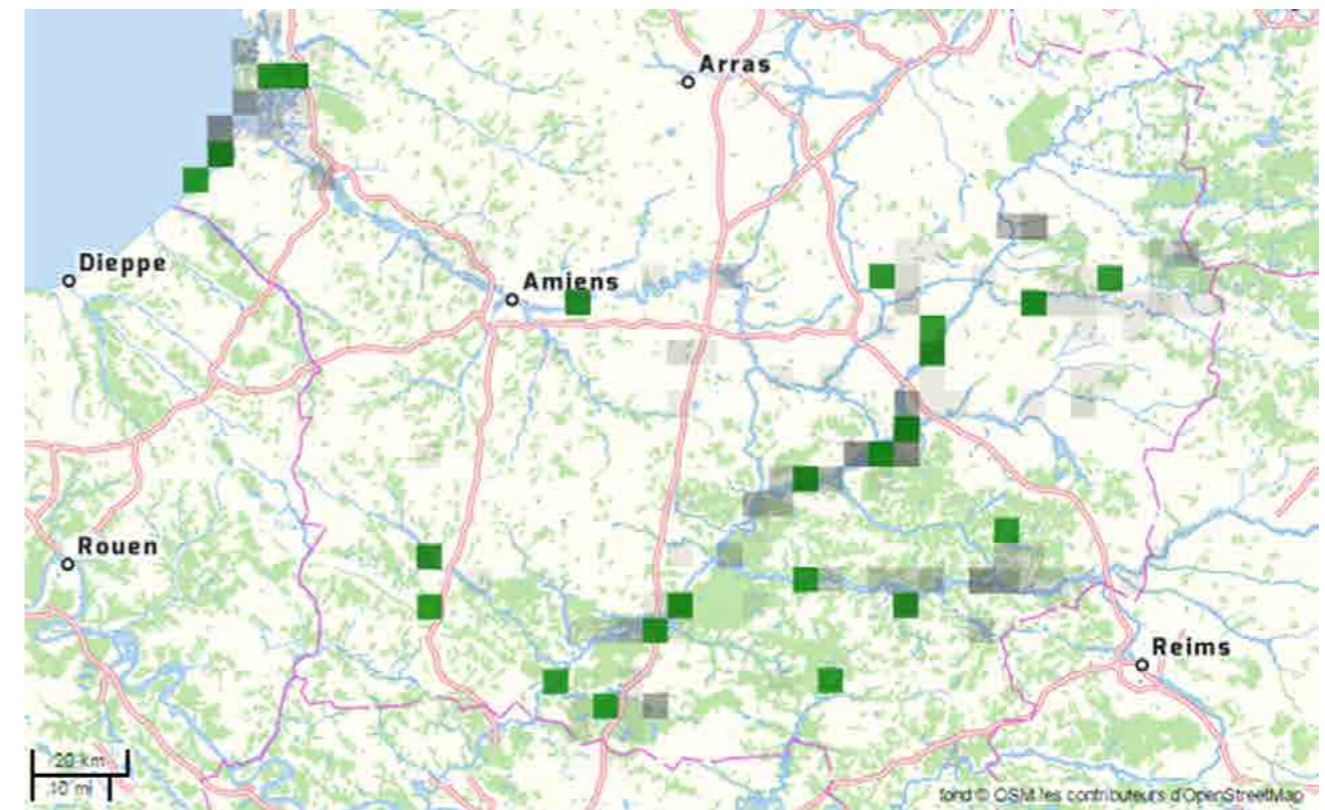 Arras
Dieppe
Amiens
Rouen
Reims
20 km
10 mi
fond © OSM les contributeurs d'OpenStreetMap